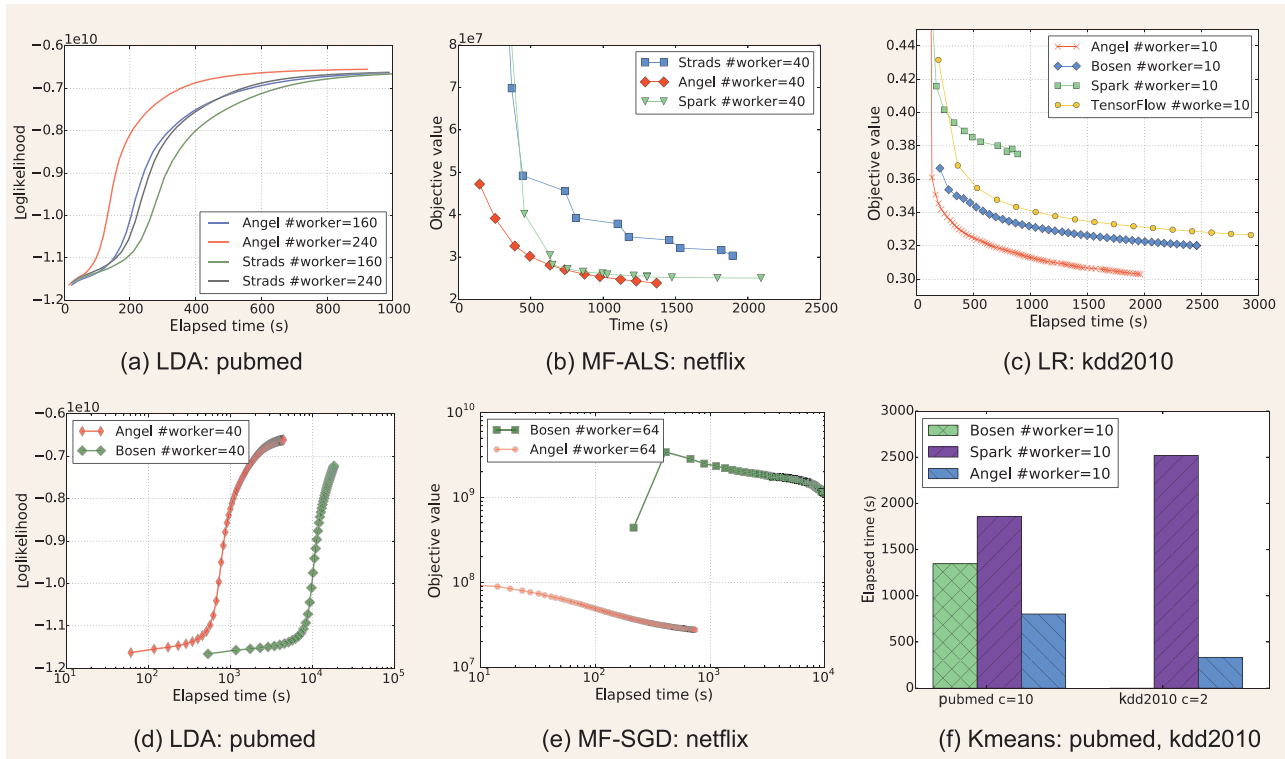 −0.6 1e10
−0.7
−0.8
−0.9
−1.0
−1.1
−1.2
Loglikelihood
Angel #worker=160
Angel #worker=240
Strads #worker=160
Strads #worker=240
0 200 400 600 800 1000
Elapsed time (s)
(a) LDA: pubmed
8 1e7
7
6
5
4
3
2
Objective value
Strads #worker=40
Angel #worker=40
Spark #worker=40
0 500 1000 1500 2000 2500
Time (s)
(b) MF-ALS: netflix
0.44
0.42
0.40
0.38
0.36
0.34
0.32
0.30
Objective value
Angel #worker=10
Bosen #worker=10
Spark #worker=10
TensorFlow #worke=10
0 500 1000 1500 2000 2500 3000
Elapsed time (s)
(c) LR: kdd2010
−0.6 1e10
−0.7
−0.8
−0.9
−1.0
−1.1
−1.2
Loglikelihood
Angel #worker=40
Bosen #worker=40
10^1 10^2 10^3 10^4 10^5
Elapsed time (s)
(d) LDA: pubmed
10^10
10^9
10^8
10^7
Objective value
Bosen #worker=64
Angel #worker=64
10^1 10^2 10^3 10^4
Elapsed time (s)
(e) MF-SGD: netflix
3000
2500
2000
1500
1000
500
0
Elapsed time (s)
Bosen #worker=10
Spark #worker=10
Angel #worker=10
pubmed c=10 kdd2010 c=2
(f) Kmeans: pubmed, kdd2010